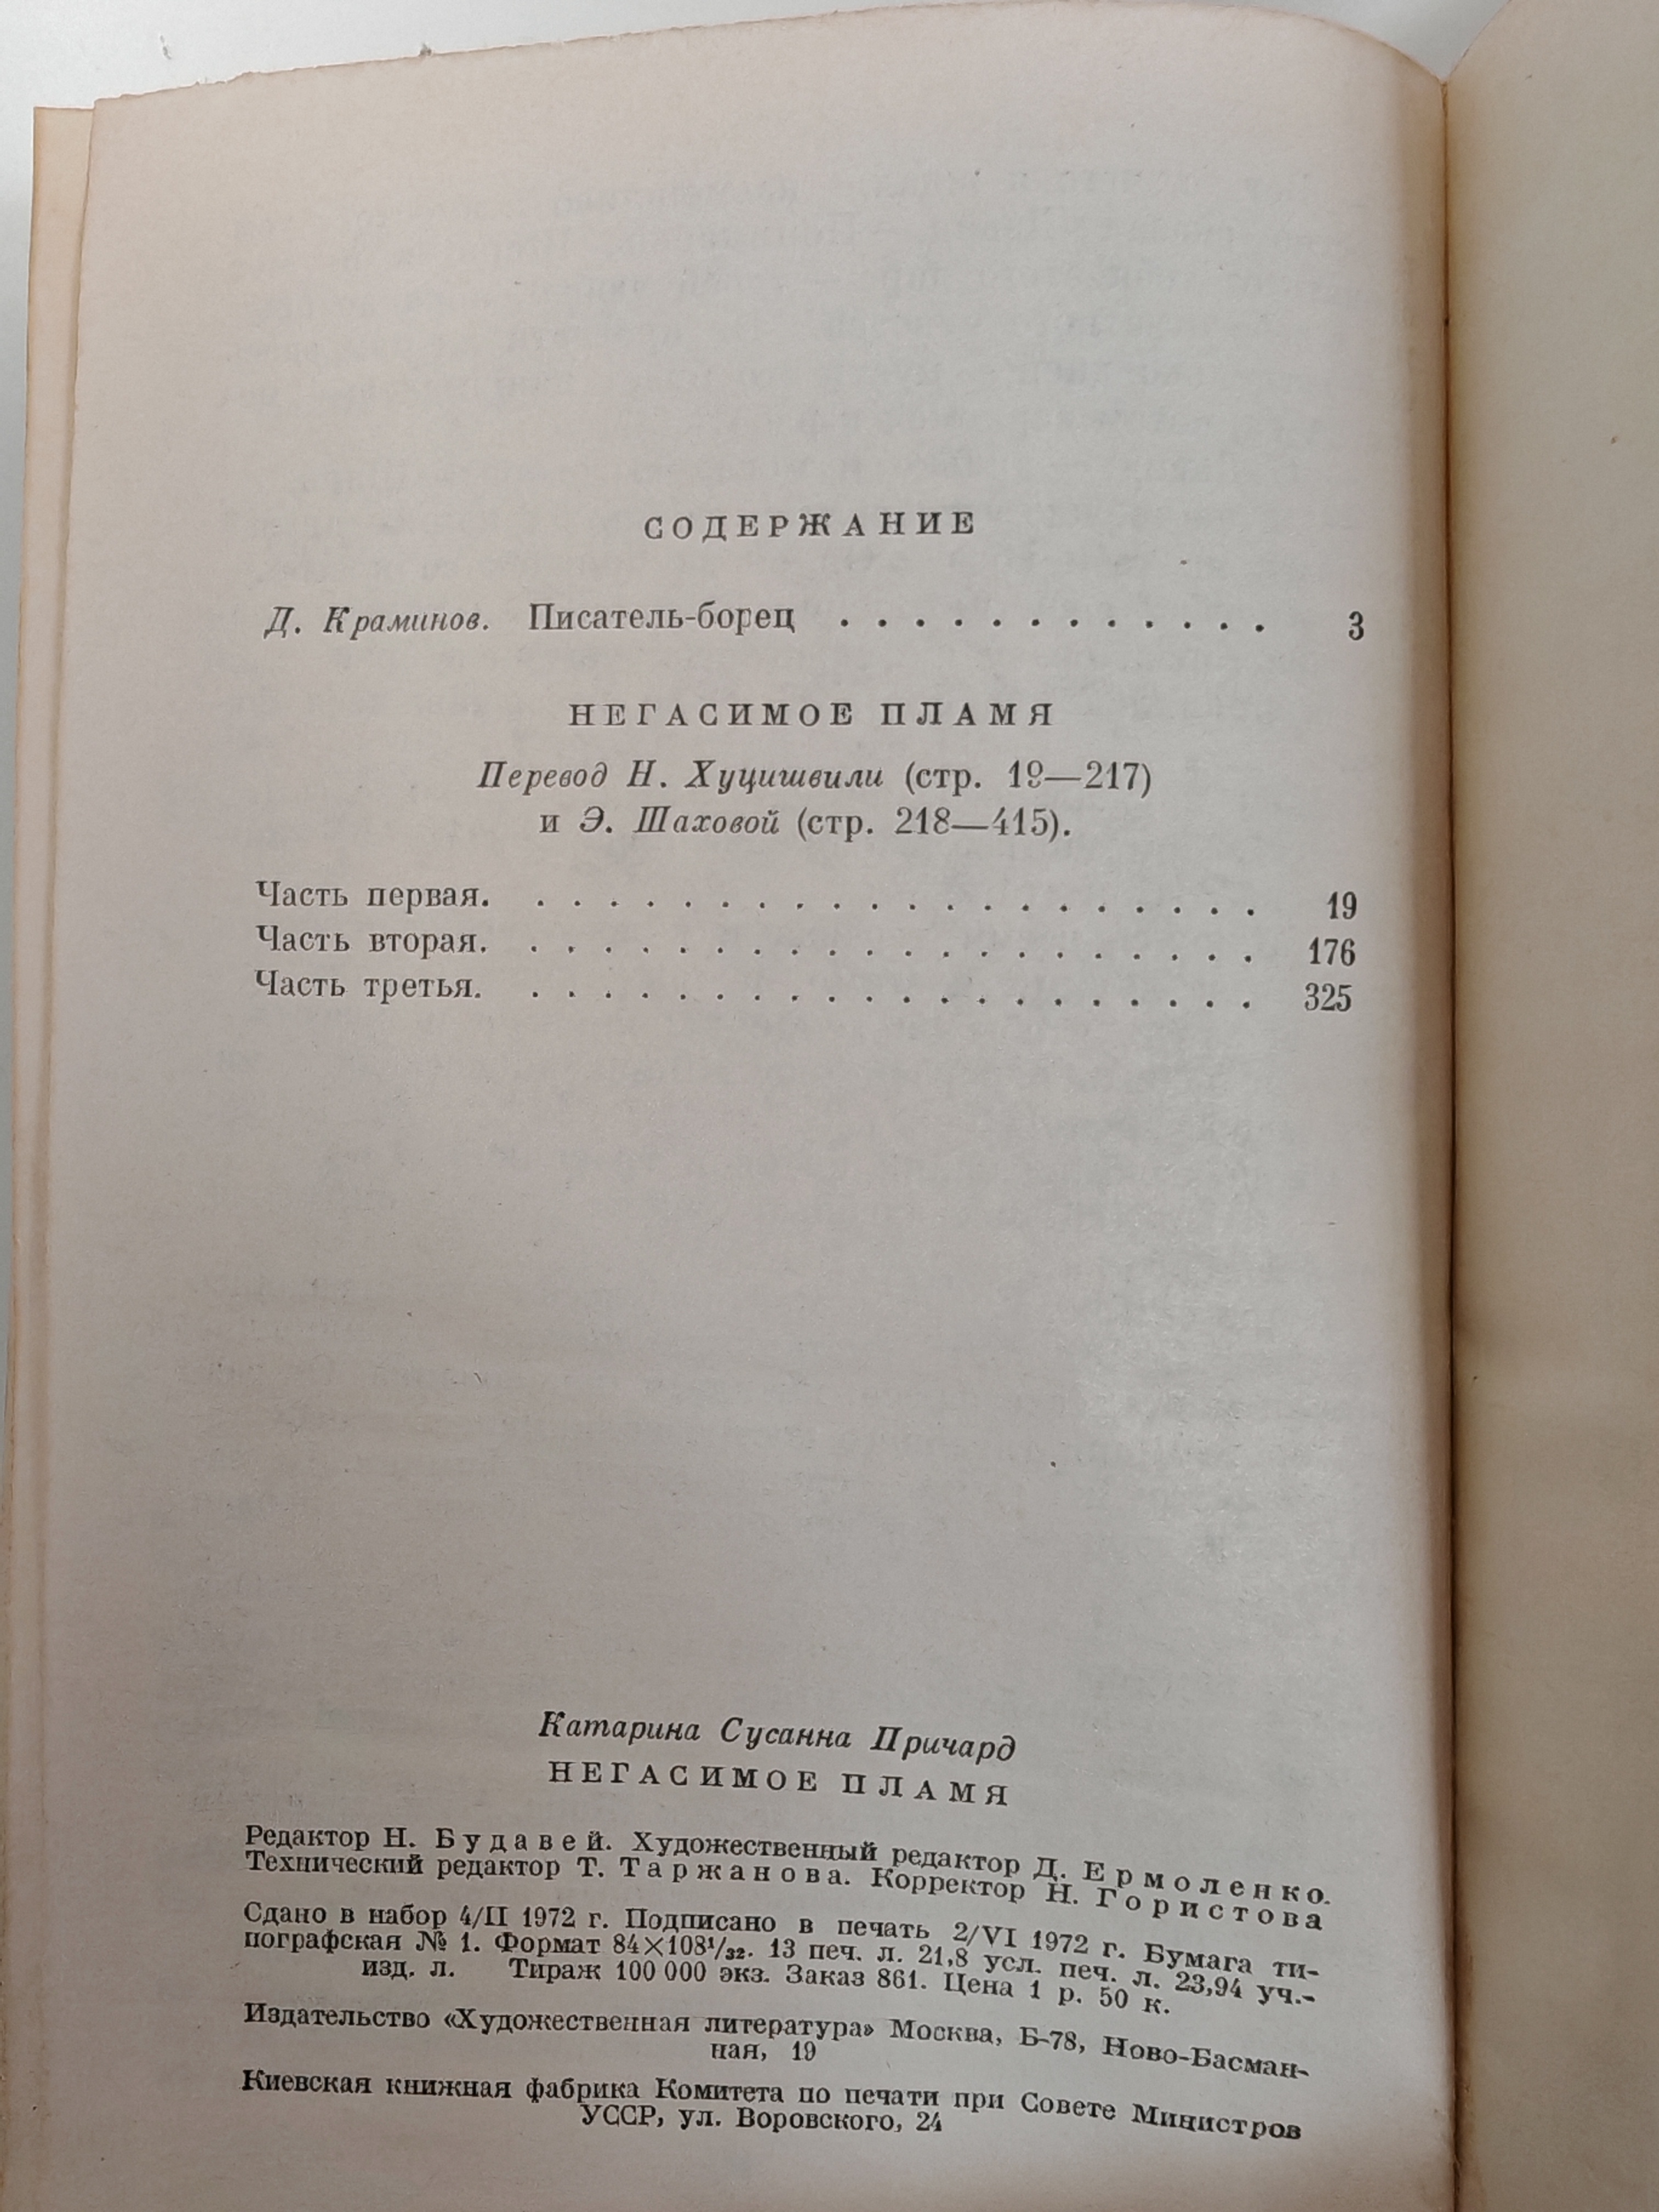 СОДЕРЖАНИЕ
Д. Краминов. Писатель-борец . . . . . . . . . . . . 3
НЕГАСИМОЕ ПЛАМЯ
Перевод Н. Хуцишвили (стр. 19—217)
и Э. Шаховой (стр. 218—415).
Часть первая. . . . . . . . . . . . . . . . . . . . . 19
Часть вторая. . . . . . . . . . . . . . . . . . . . . 176
Часть третья. . . . . . . . . . . . . . . . . . . . . 325
Катарина Сусанна Причард
НЕГАСИМОЕ ПЛАМЯ
Редактор Н. Будавей. Художественный редактор Д. Ермоленко.
Технический редактор Т. Таржанова. Корректор Н. Гористова
Сдано в набор 4/II 1972 г. Подписано в печать 2/VI 1972 г. Бумага ти-
пографская № 1. Формат 84×108¹/₃₂. 13 печ. л. 21,8 усл. печ. л. 23,94 уч.-
изд. л. Тираж 100 000 экз. Заказ 861. Цена 1 р. 50 к.
Издательство «Художественная литература» Москва, Б-78, Ново-Басман-
ная, 19
Киевская книжная фабрика Комитета по печати при Совете Министров
УССР, ул. Воровского, 24